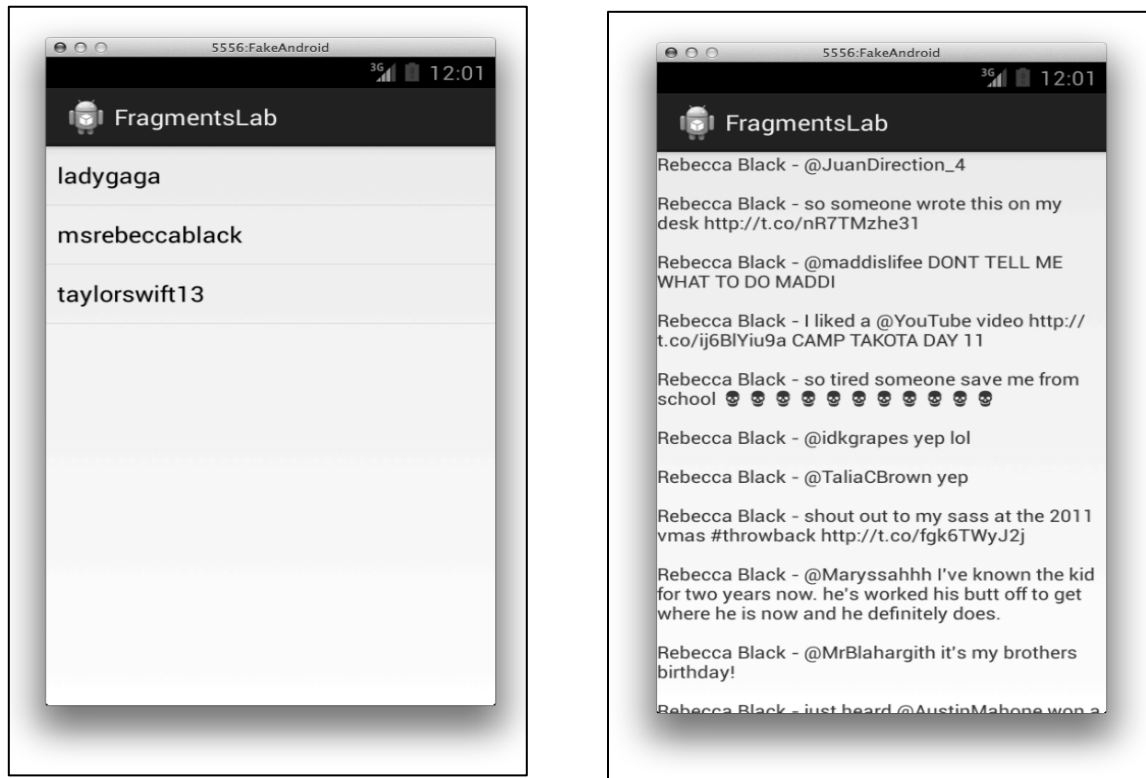 5556:FakeAndroid
3G 12:01
FragmentsLab
ladygaga
msrebeccablack
taylorswift13
5556:FakeAndroid
3G 12:01
FragmentsLab
Rebecca Black - @JuanDirection_4
Rebecca Black - so someone wrote this on my
desk http://t.co/nR7TMzhe31
Rebecca Black - @maddislifee DONT TELL ME
WHAT TO DO MADDI
Rebecca Black - I liked a @YouTube video http://
t.co/ij6BlYiu9a CAMP TAKOTA DAY 11
Rebecca Black - so tired someone save me from
school 💀 💀 💀 💀 💀 💀 💀 💀 💀 💀 💀
Rebecca Black - @idkgrapes yep lol
Rebecca Black - @TaliaCBrown yep
Rebecca Black - shout out to my sass at the 2011
vmas #throwback http://t.co/fgk6TWyJ2j
Rebecca Black - @Maryssahhh I've known the kid
for two years now. he's worked his butt off to get
where he is now and he definitely does.
Rebecca Black - @MrBlahargith it's my brothers
birthday!
Rebecca Black - just heard @AustinMahone won a